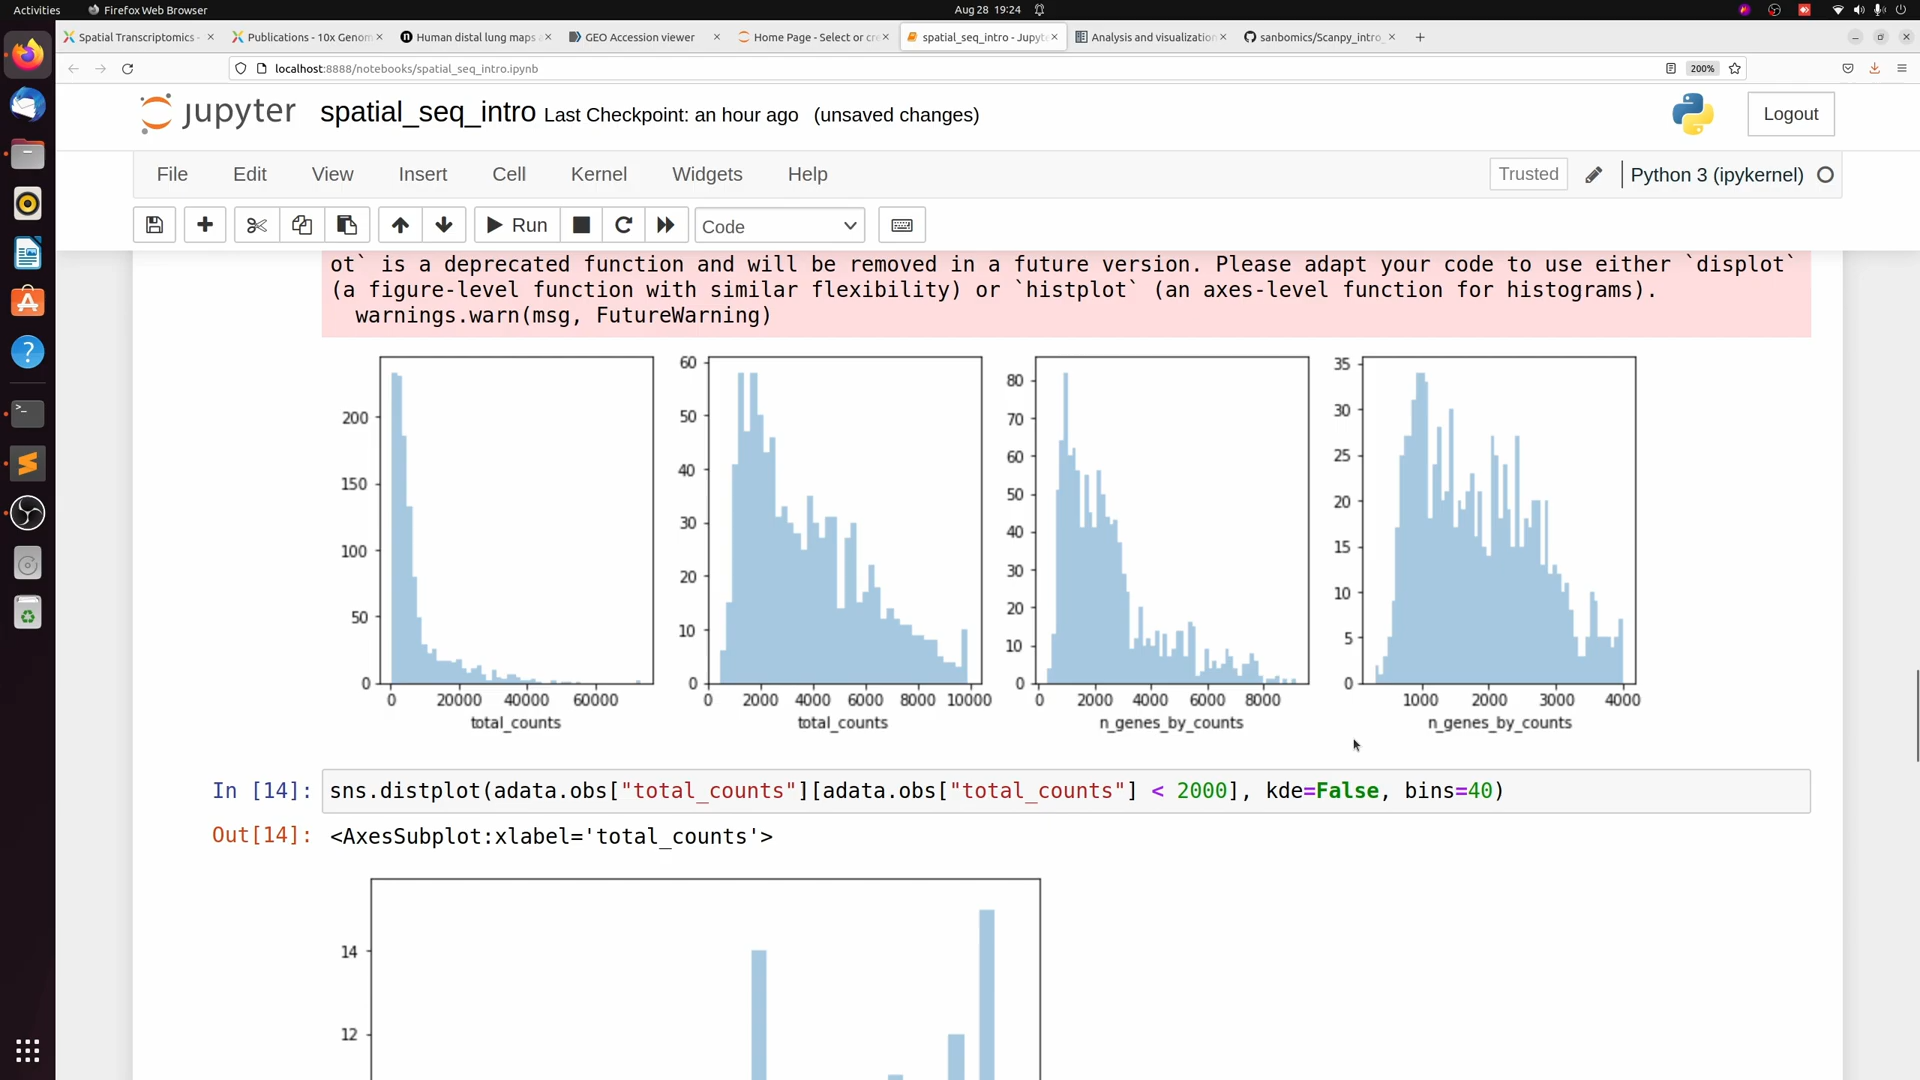 Activities
Firefox Web Browser
Aug 28 19:24
Spatial Transcriptomics -
Publications - 10x Genom
Human distal lung maps
GEO Accession viewer
Home Page - Select or cre
spatial_seq_intro - Jupyt
Analysis and visualization
sanbomics/Scanpy_intro_
localhost:8888/notebooks/spatial_seq_intro.ipynb
200%
jupyter
spatial_seq_intro Last Checkpoint: an hour ago (unsaved changes)
Logout
File
Edit
View
Insert
Cell
Kernel
Widgets
Help
Trusted
Python 3 (ipykernel)
Run
Code
ot` is a deprecated function and will be removed in a future version. Please adapt your code to use either `displot`
(a figure-level function with similar flexibility) or `histplot` (an axes-level function for histograms).
warnings.warn(msg, FutureWarning)
200
150
100
50
0
0 20000 40000 60000
total_counts
60
50
40
30
20
10
0
0 2000 4000 6000 8000 10000
total_counts
80
70
60
50
40
30
20
10
0
0 2000 4000 6000 8000
n_genes_by_counts
35
30
25
20
15
10
5
0
1000 2000 3000 4000
n_genes_by_counts
In [14]: sns.distplot(adata.obs["total_counts"][adata.obs["total_counts"] < 2000], kde=False, bins=40)
Out[14]: <AxesSubplot:xlabel='total_counts'>
14
12